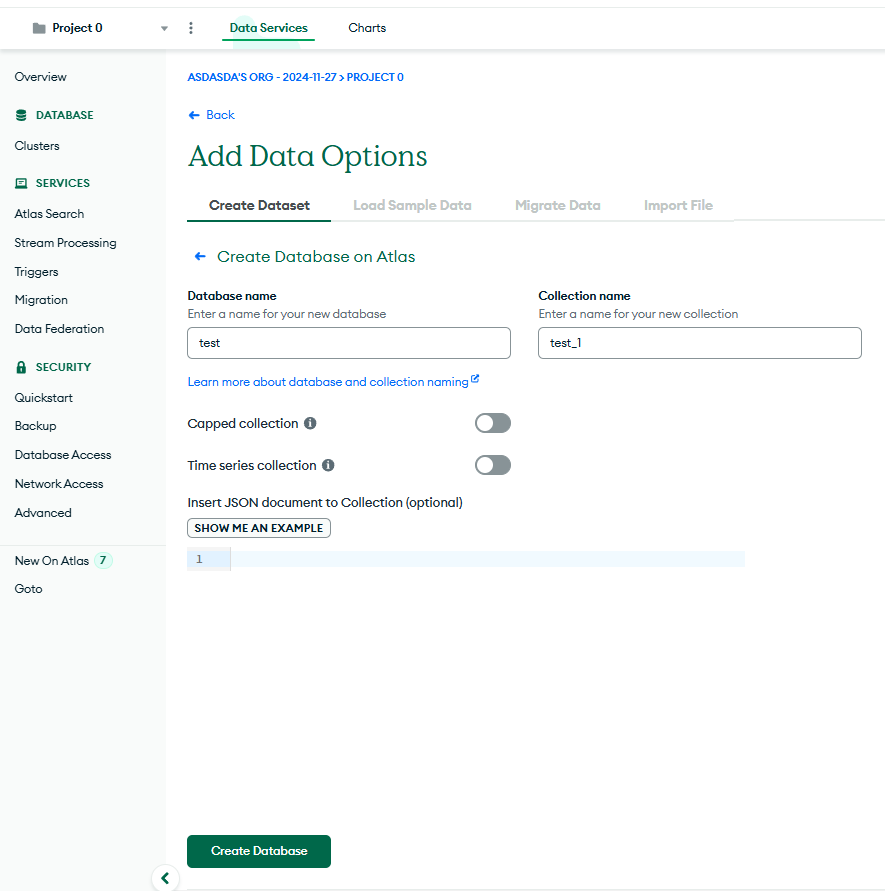 Project 0
Data Services
Charts
Overview
DATABASE
Clusters
SERVICES
Atlas Search
Stream Processing
Triggers
Migration
Data Federation
SECURITY
Quickstart
Backup
Database Access
Network Access
Advanced
New On Atlas 7
Goto
ASDASDA'S ORG - 2024-11-27 > PROJECT 0
Back
Add Data Options
Create Dataset
Load Sample Data
Migrate Data
Import File
Create Database on Atlas
Database name
Enter a name for your new database
test
Collection name
Enter a name for your new collection
test_1
Learn more about database and collection naming
Capped collection
Time series collection
Insert JSON document to Collection (optional)
SHOW ME AN EXAMPLE
1
Create Database